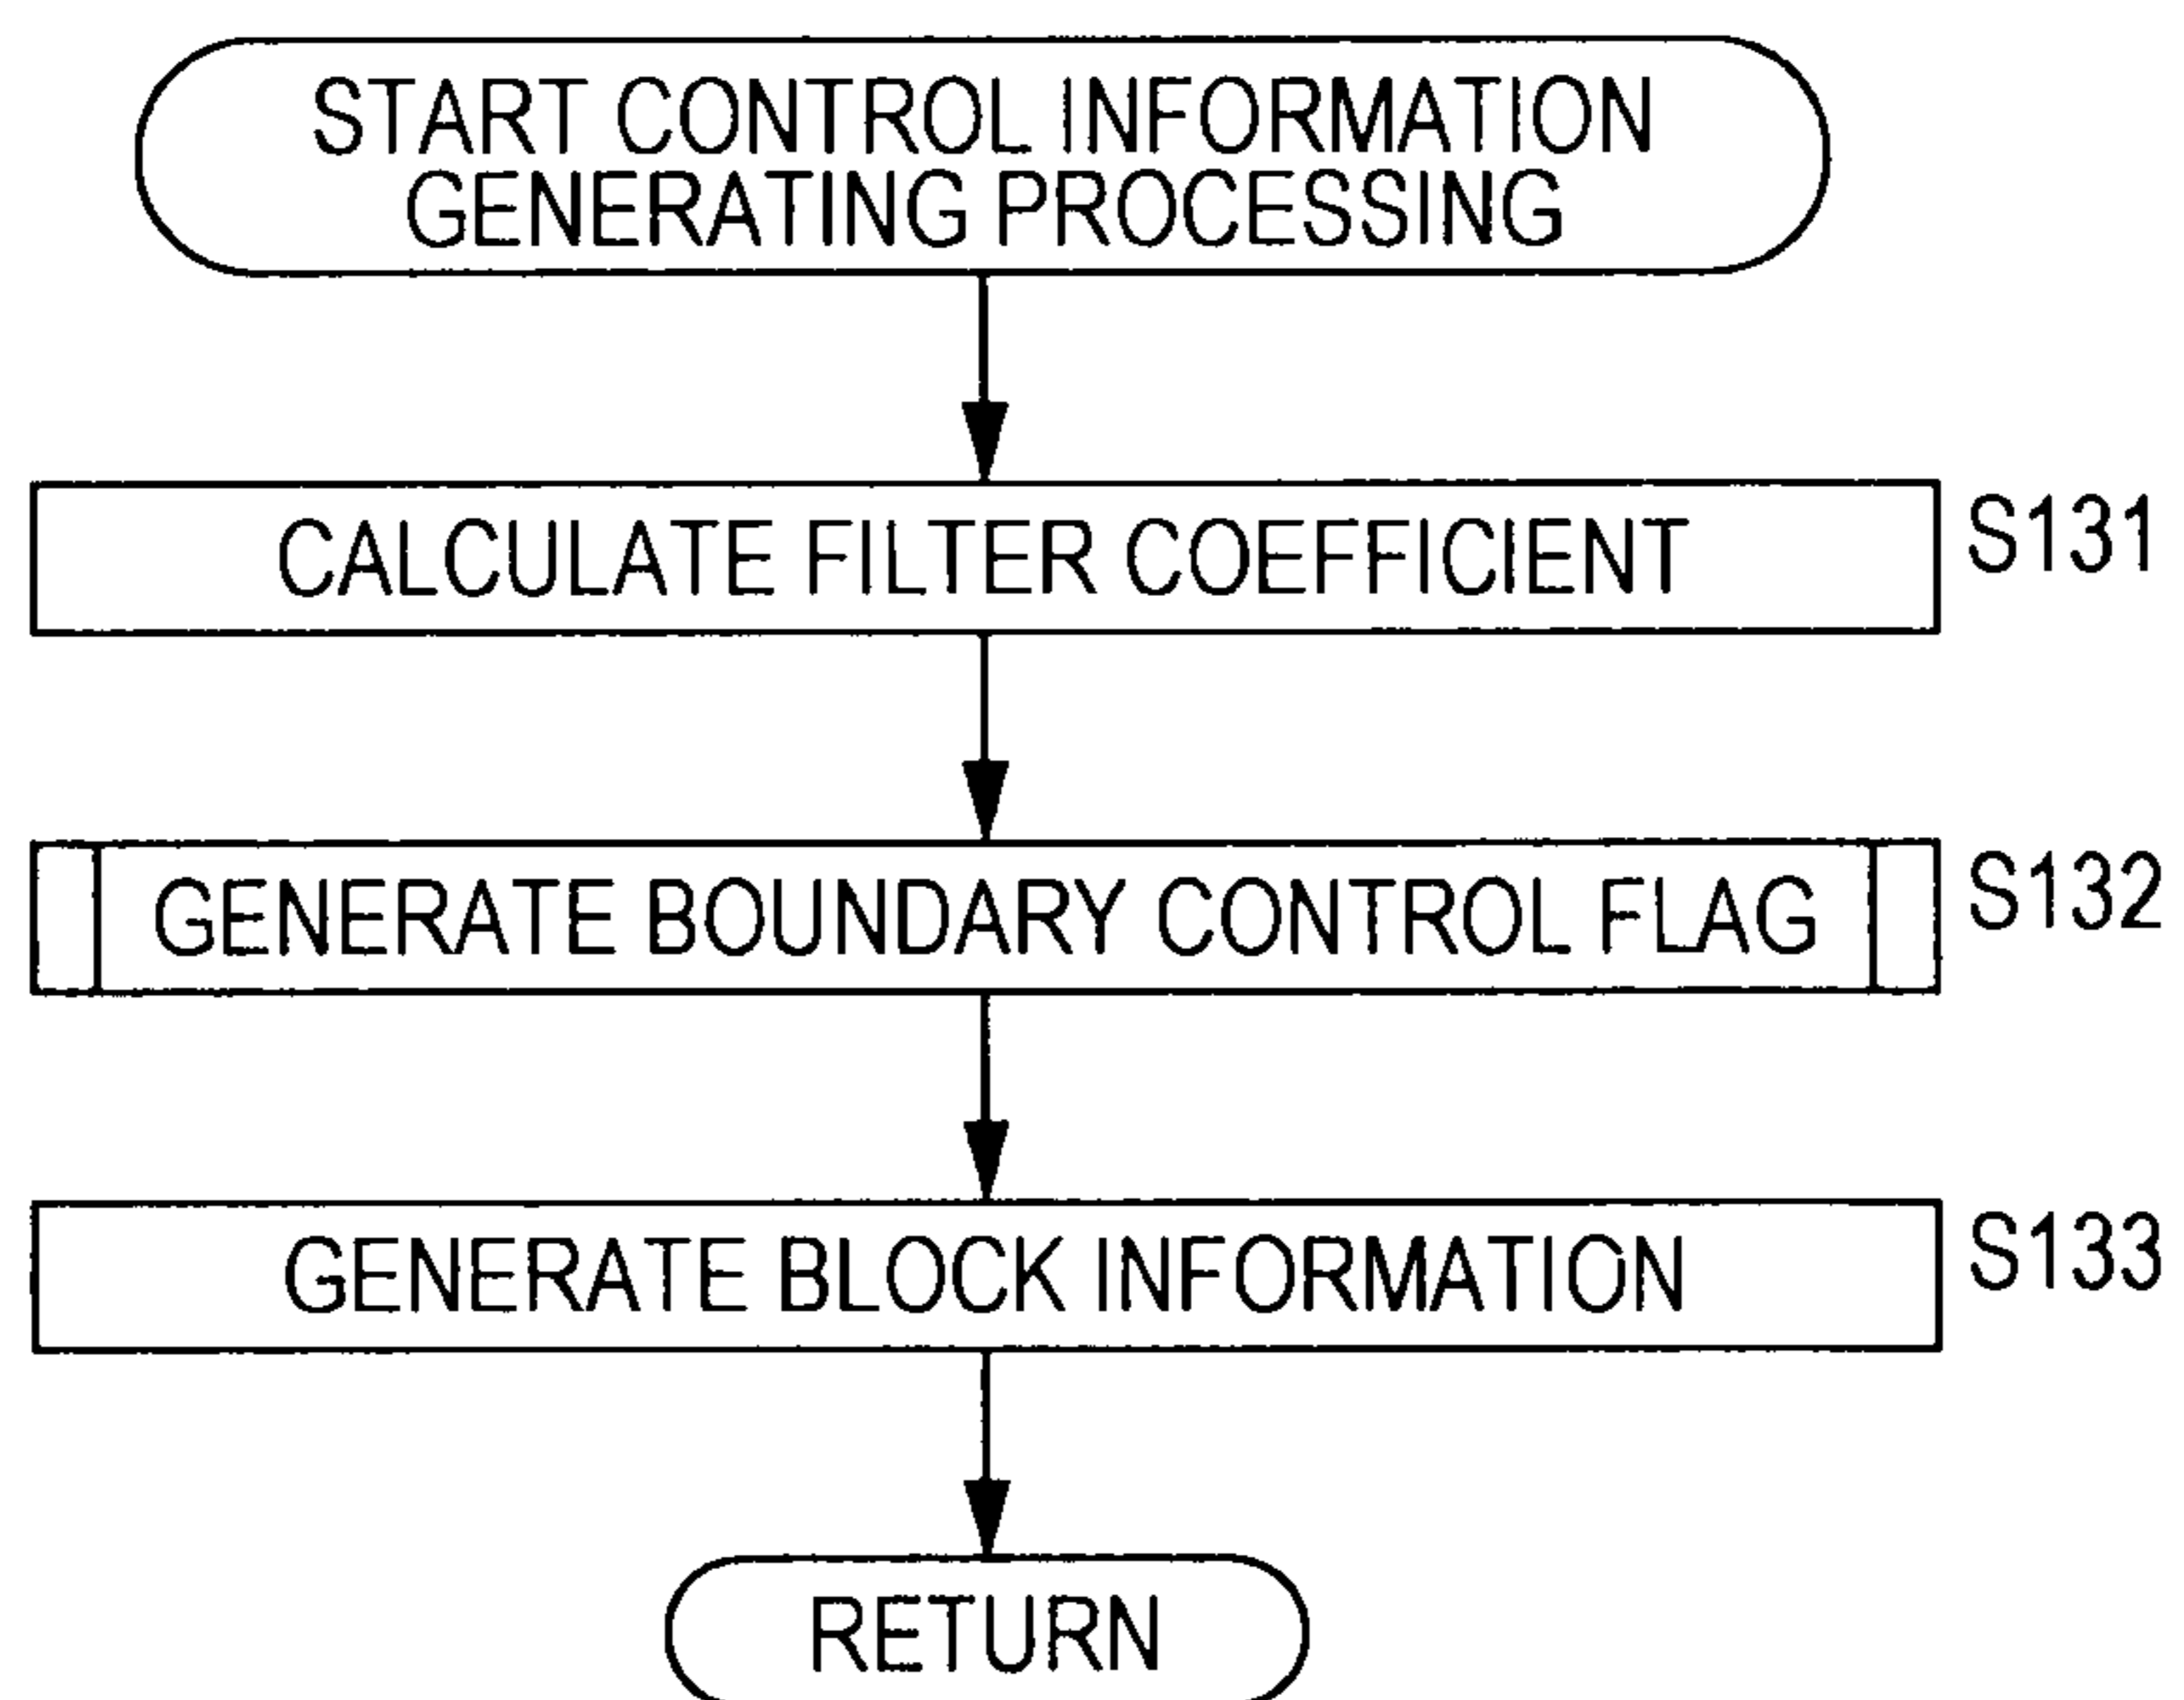 START CONTROL INFORMATION
GENERATING PROCESSING
CALCULATE FILTER COEFFICIENT
S131
GENERATE BOUNDARY CONTROL FLAG
S132
GENERATE BLOCK INFORMATION
S133
RETURN